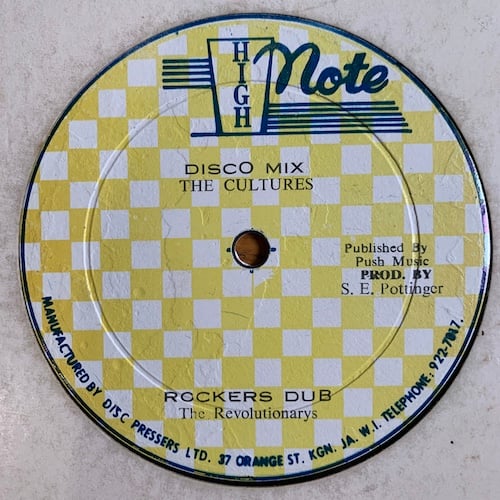 HIGH Note
DISCO MIX
THE CULTURES
Published By
Push Music
PROD. BY
S. E. Pottinger
ROCKERS DUB
The Revolutionarys
MANUFACTURED BY DISC PRESSERS LTD. 37 ORANGE ST. KGN. JA. W. I. TELEPHONE: 922-7817.